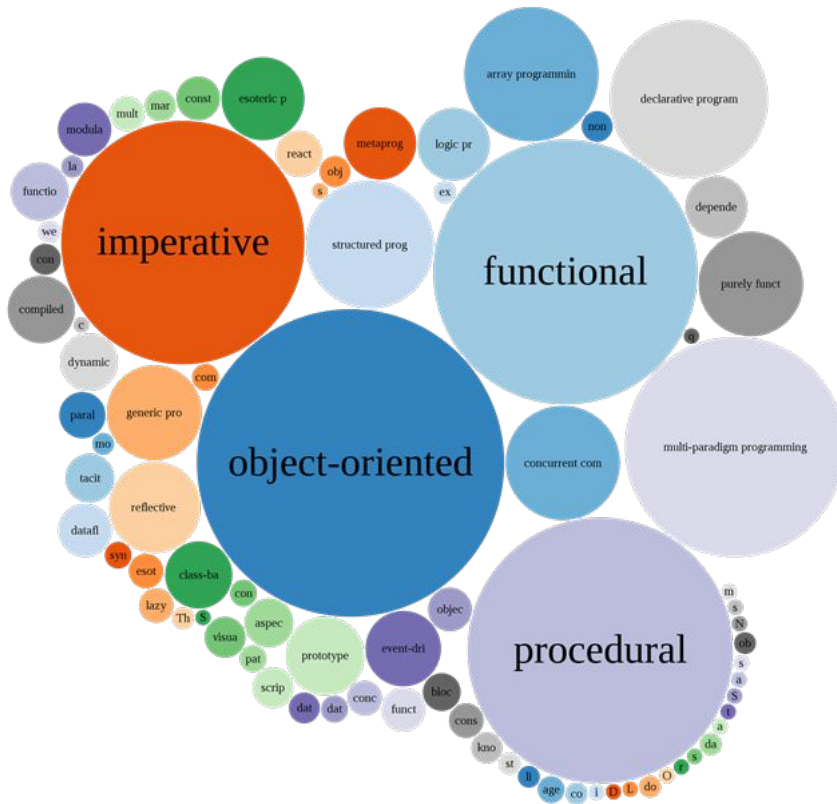 array programmin
declarative program
esoteric p
const
mar
mult
modula
non
metaprog
logic pr
react
obj
la
functio
ex
s
depende
we
imperative
structured prog
con
functional
purely funct
compiled
c
q
dynamic
com
generic pro
paral
mo
multi-paradigm programming
object-oriented
concurrent com
tacit
reflective
datafl
syn
esot
class-ba
con
lazy
Th
S
objec
aspec
visua
event-dri
procedural
prototype
pat
scrip
bloc
conc
dat
dat
funct
cons
kno
st
li
age
co
i
D
L
do
O
r
s
da
a
t
S
a
s
ob
N
s
m